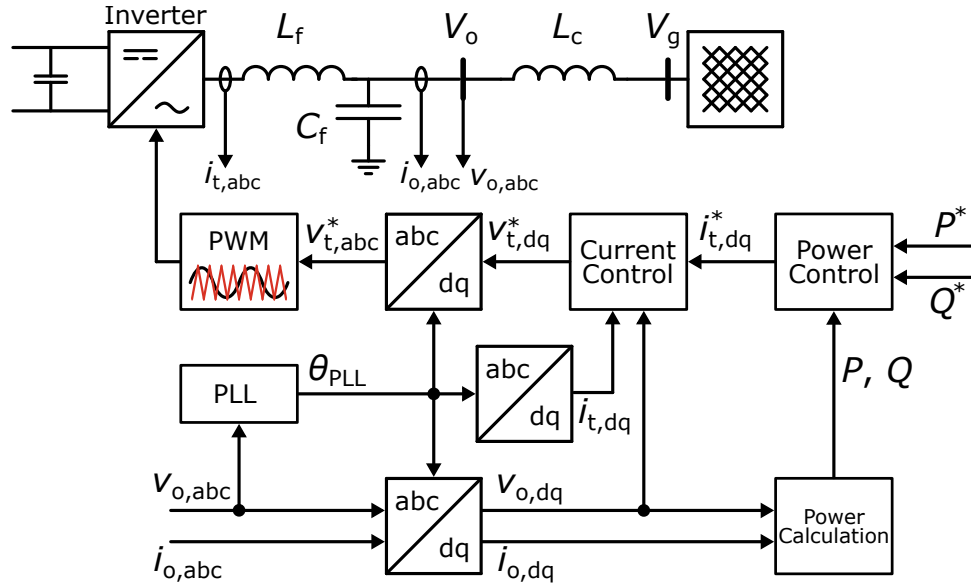 Inverter
L_f
V_o
L_c
V_g
C_f
i_t,abc
i_o,abc
v_o,abc
PWM
v*_t,abc
abc
dq
v*_t,dq
Current
Control
i*_t,dq
Power
Control
P*
Q*
PLL
θ_PLL
abc
dq
i_t,dq
P, Q
v_o,abc
i_o,abc
abc
dq
v_o,dq
i_o,dq
Power
Calculation